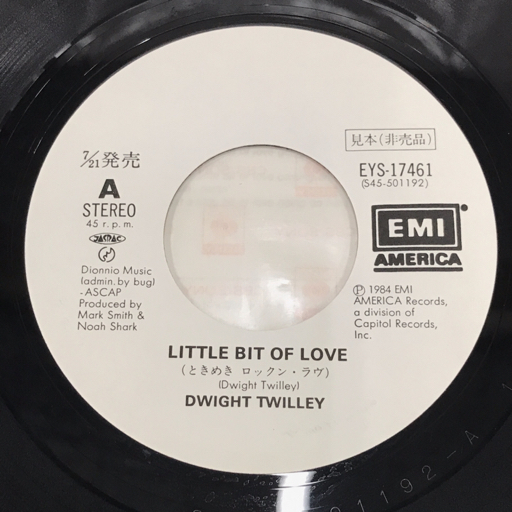 見本(非売品)
7/21発売
A
STEREO
45 r.p.m.
JASRAC
EYS-17461
(S45-501192)
EMI
AMERICA
Dionnio Music
(admin. by bug)
-ASCAP
Produced by
Mark Smith &
Noah Shark
Ⓟ 1984 EMI
AMERICA Records,
a division of
Capitol Records,
Inc.
LITTLE BIT OF LOVE
(ときめき ロックン・ラヴ)
(Dwight Twilley)
DWIGHT TWILLEY
1192-A